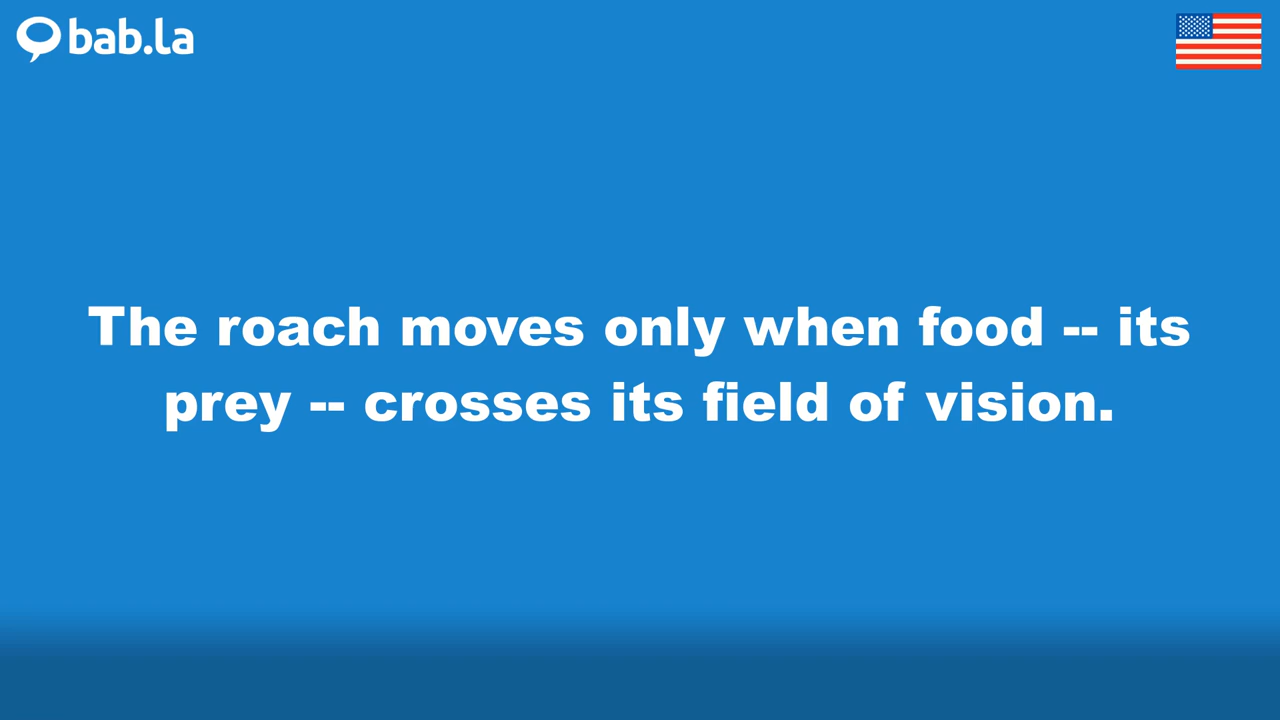 bab.la
The roach moves only when food -- its
prey -- crosses its field of vision.